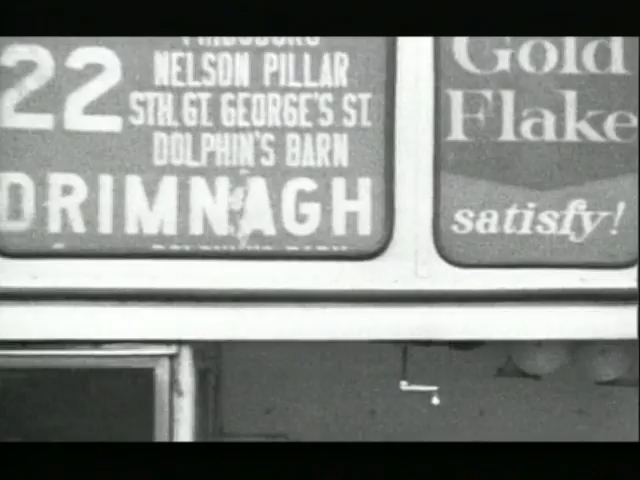 22
NELSON PILLAR
STH. GT. GEORGE'S ST.
DOLPHIN'S BARN
DRIMNAGH
Gold
Flake
satisfy!